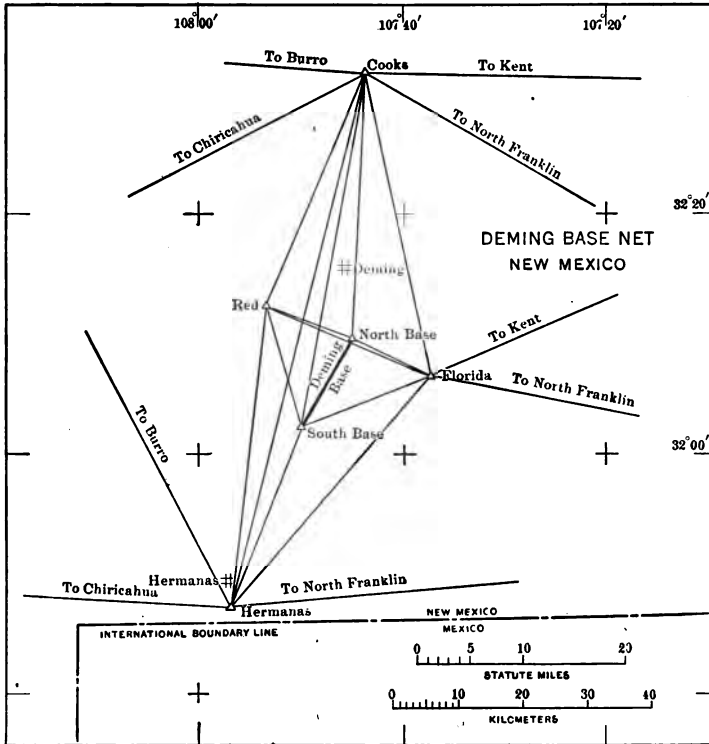 108°00′ 107°40′ 107°20′
To Burro
Cooks
To Kent
To Chiricahua
To North Franklin
32°20′
DEMING BASE NET
NEW MEXICO
#Deming
Red
To Kent
North Base
Deming
Base
Florida
To North Franklin
To Burro
South Base
32°00′
Hermanas#
To Chiricahua
To North Franklin
Hermanas
NEW MEXICO
INTERNATIONAL BOUNDARY LINE
MEXICO
0 5 10 20
STATUTE MILES
0 10 20 30 40
KILCMETERS